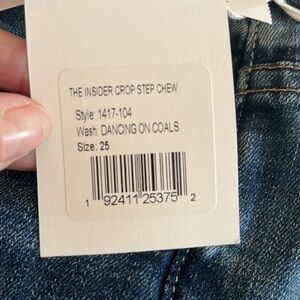 THE INSIDER CROP STEP CHEW
Style: 1417-104
Wash: DANCING ON COALS
Size: 25
1 92411 25375 2